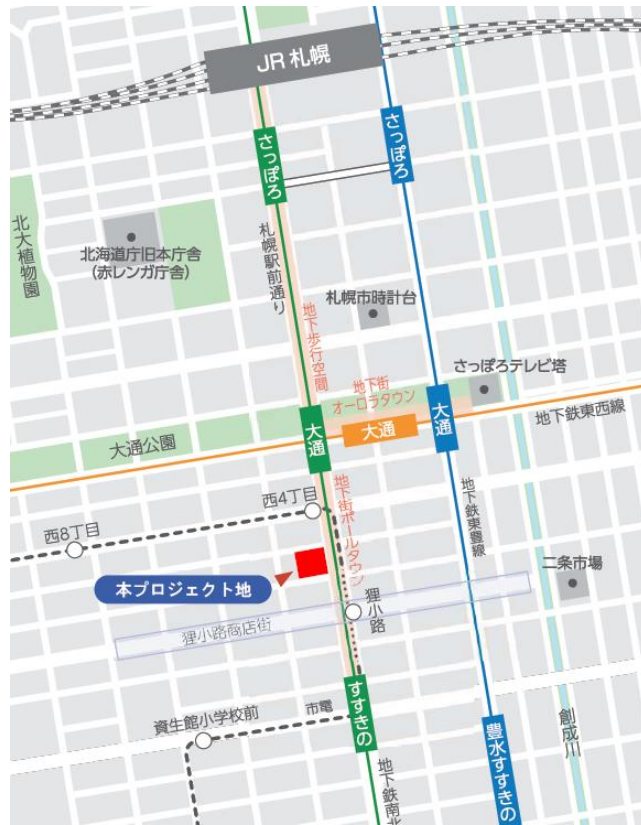 JR 札幌
さっぽろ
さっぽろ
北大植物園
北海道庁旧本庁舎
(赤レンガ庁舎)
札幌駅前通り
札幌市時計台
地下歩行空間
地下街
オーロラタウン
さっぽろテレビ塔
大通公園
大通
大通
大通
地下鉄東西線
西8丁目
西4丁目
地下街ポールタウン
地下鉄東豊線
本プロジェクト地
二条市場
狸小路商店街
狸小路
資生館小学校前
市電
すすきの
豊水すすきの
創成川
地下鉄南北